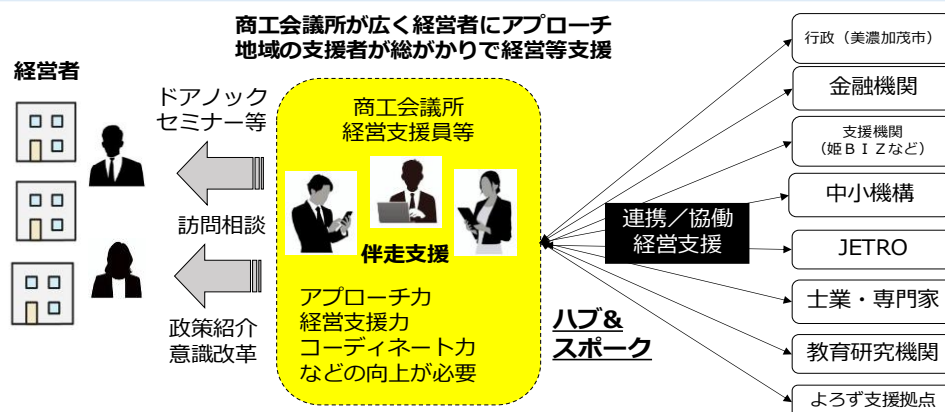 商工会議所が広く経営者にアプローチ
地域の支援者が総がかりで経営等支援
経営者
ドアノック
セミナー等
訪問相談
政策紹介
意識改革
商工会議所
経営支援員等
伴走支援
アプローチ力
経営支援力
コーディネート力
などの向上が必要
ハブ&
スポーク
連携／協働
経営支援
行政（美濃加茂市）
金融機関
支援機関
（姫ＢＩＺなど）
中小機構
JETRO
士業・専門家
教育研究機関
よろず支援拠点